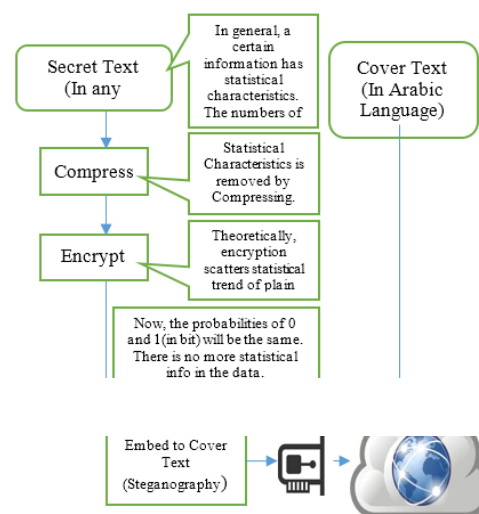 Secret Text
(In any
In general, a
certain
information has
statistical
characteristics.
The numbers of
Cover Text
(In Arabic
Language)
Compress
Statistical
Characteristics is
removed by
Compressing.
Encrypt
Theoretically,
encryption
scatters statistical
trend of plain
Now, the probabilities of 0
and 1(in bit) will be the same.
There is no more statistical
info in the data.
Embed to Cover
Text
(Steganography)